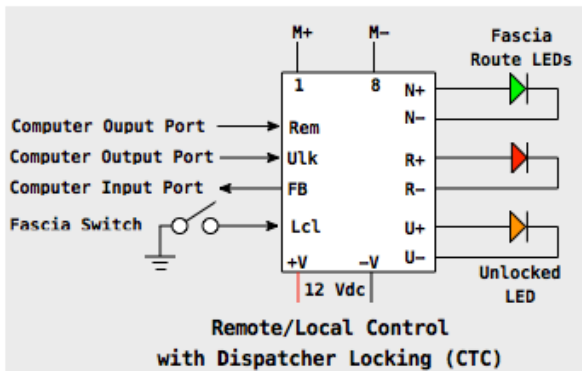 M+ M- Fascia
Route LEDs
1 8 N+
N-
Computer Ouput Port Rem
Computer Output Port Ulk R+
Computer Input Port FB R-
Fascia Switch Lcl U+
+V -V U-
12 Vdc Unlocked
LED
Remote/Local Control
with Dispatcher Locking (CTC)